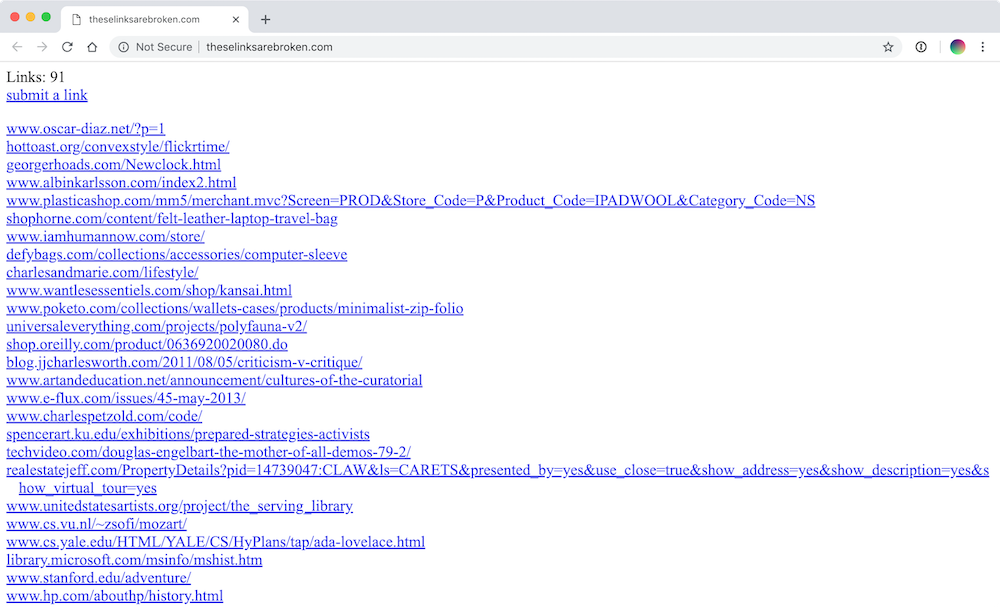 theselinksarebroken.com
Not Secure | theselinksarebroken.com
Links: 91
submit a link
www.oscar-diaz.net/?p=1
hottoast.org/convexstyle/flickrtime/
georgerhoads.com/Newclock.html
www.albinkarlsson.com/index2.html
www.plasticashop.com/mm5/merchant.mvc?Screen=PROD&Store_Code=P&Product_Code=IPADWOOL&Category_Code=NS
shophorne.com/content/felt-leather-laptop-travel-bag
www.iamhumannow.com/store/
defybags.com/collections/accessories/computer-sleeve
charlesandmarie.com/lifestyle/
www.wantlesessentiels.com/shop/kansai.html
www.poketo.com/collections/wallets-cases/products/minimalist-zip-folio
universaleverything.com/projects/polyfauna-v2/
shop.oreilly.com/product/0636920020080.do
blog.jjcharlesworth.com/2011/08/05/criticism-v-critique/
www.artandeducation.net/announcement/cultures-of-the-curatorial
www.e-flux.com/issues/45-may-2013/
www.charlespetzold.com/code/
spencerart.ku.edu/exhibitions/prepared-strategies-activists
techvideo.com/douglas-engelbart-the-mother-of-all-demos-79-2/
realestatejeff.com/PropertyDetails?pid=14739047:CLAW&ls=CARETS&presented_by=yes&use_close=true&show_address=yes&show_description=yes&s
how_virtual_tour=yes
www.unitedstatesartists.org/project/the_serving_library
www.cs.vu.nl/~zsofi/mozart/
www.cs.yale.edu/HTML/YALE/CS/HyPlans/tap/ada-lovelace.html
library.microsoft.com/msinfo/mshist.htm
www.stanford.edu/adventure/
www.hp.com/abouthp/history.html